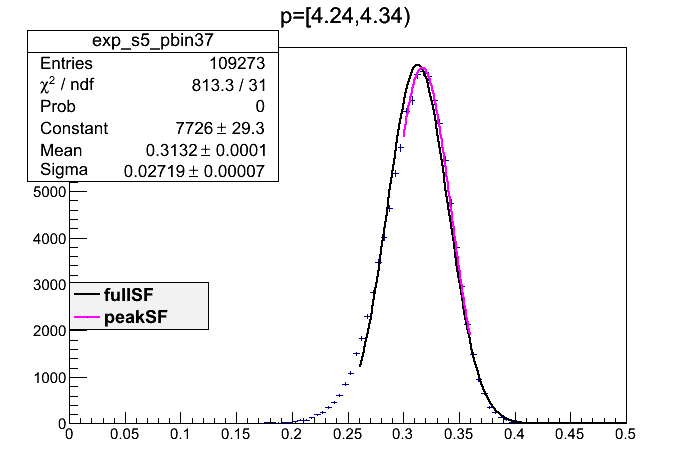 p=[4.24,4.34)
exp_s5_pbin37
Entries 109273
χ² / ndf 813.3 / 31
Prob 0
Constant 7726 ± 29.3
Mean 0.3132 ± 0.0001
Sigma 0.02719 ± 0.00007
5000
4000
3000
fullSF
peakSF
2000
1000
0
0 0.05 0.1 0.15 0.2 0.25 0.3 0.35 0.4 0.45 0.5